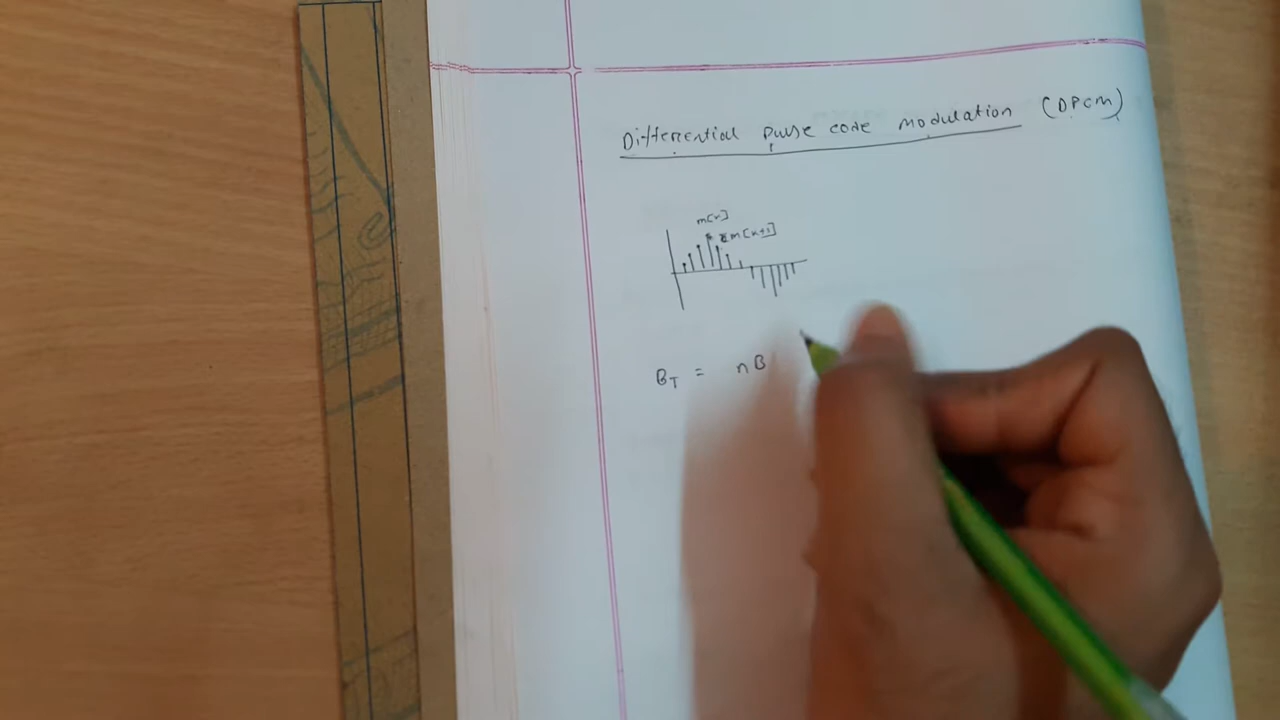 Differential pulse code modulation (DPCM)
m[k]
m[k+1]
B_T = nB